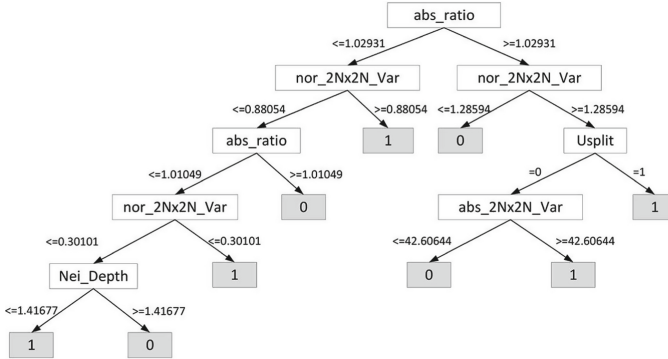 abs_ratio
<=1.02931 >=1.02931
nor_2Nx2N_Var nor_2Nx2N_Var
<=0.88054 >=0.88054 <=1.28594 >=1.28594
abs_ratio 1 0 Usplit
<=1.01049 >=1.01049 =0 =1
nor_2Nx2N_Var 0 abs_2Nx2N_Var 1
<=0.30101 <=0.30101 <=42.60644 >=42.60644
Nei_Depth 1 0 1
<=1.41677 >=1.41677
1 0